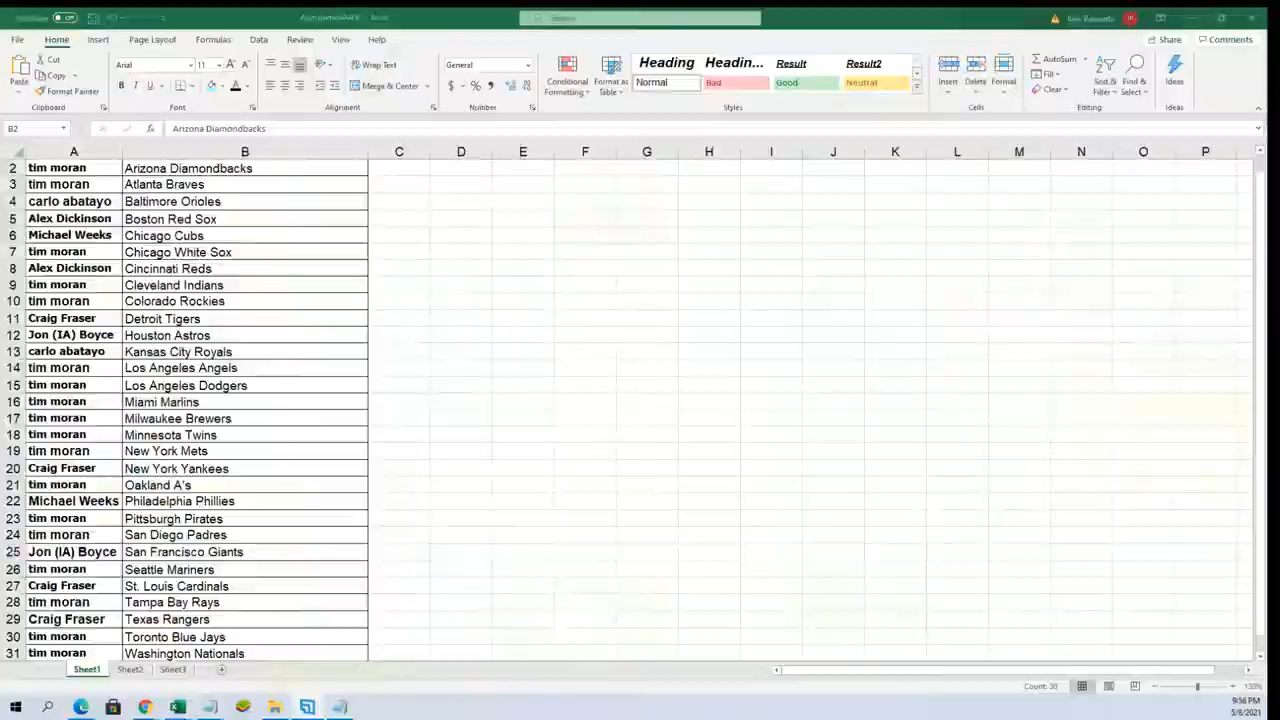 File Home Insert Page Layout Formulas Data Review View Help Share Comments
Cut
Copy
Format Painter
Paste
Clipboard
Arial 11
B I U
Font
Wrap Text
Merge & Center
Alignment
General
$ % ,
Number
Conditional Formatting
Format as Table
Heading Headin... Result Result2
Normal Bad Good Neutral
Styles
Insert Delete Format
Cells
AutoSum
Fill
Clear
Sort & Filter
Find & Select
Editing
Ideas
Ideas
B2 fx Arizona Diamondbacks
A B C D E F G H I J K L M N O P
2 tim moran Arizona Diamondbacks
3 tim moran Atlanta Braves
4 carlo abatayo Baltimore Orioles
5 Alex Dickinson Boston Red Sox
6 Michael Weeks Chicago Cubs
7 tim moran Chicago White Sox
8 Alex Dickinson Cincinnati Reds
9 tim moran Cleveland Indians
10 tim moran Colorado Rockies
11 Craig Fraser Detroit Tigers
12 Jon (IA) Boyce Houston Astros
13 carlo abatayo Kansas City Royals
14 tim moran Los Angeles Angels
15 tim moran Los Angeles Dodgers
16 tim moran Miami Marlins
17 tim moran Milwaukee Brewers
18 tim moran Minnesota Twins
19 tim moran New York Mets
20 Craig Fraser New York Yankees
21 tim moran Oakland A's
22 Michael Weeks Philadelphia Phillies
23 tim moran Pittsburgh Pirates
24 tim moran San Diego Padres
25 Jon (IA) Boyce San Francisco Giants
26 tim moran Seattle Mariners
27 Craig Fraser St. Louis Cardinals
28 tim moran Tampa Bay Rays
29 Craig Fraser Texas Rangers
30 tim moran Toronto Blue Jays
31 tim moran Washington Nationals
Sheet1 Sheet2 Sheet3
Count: 30
9:56 PM
5/8/2021